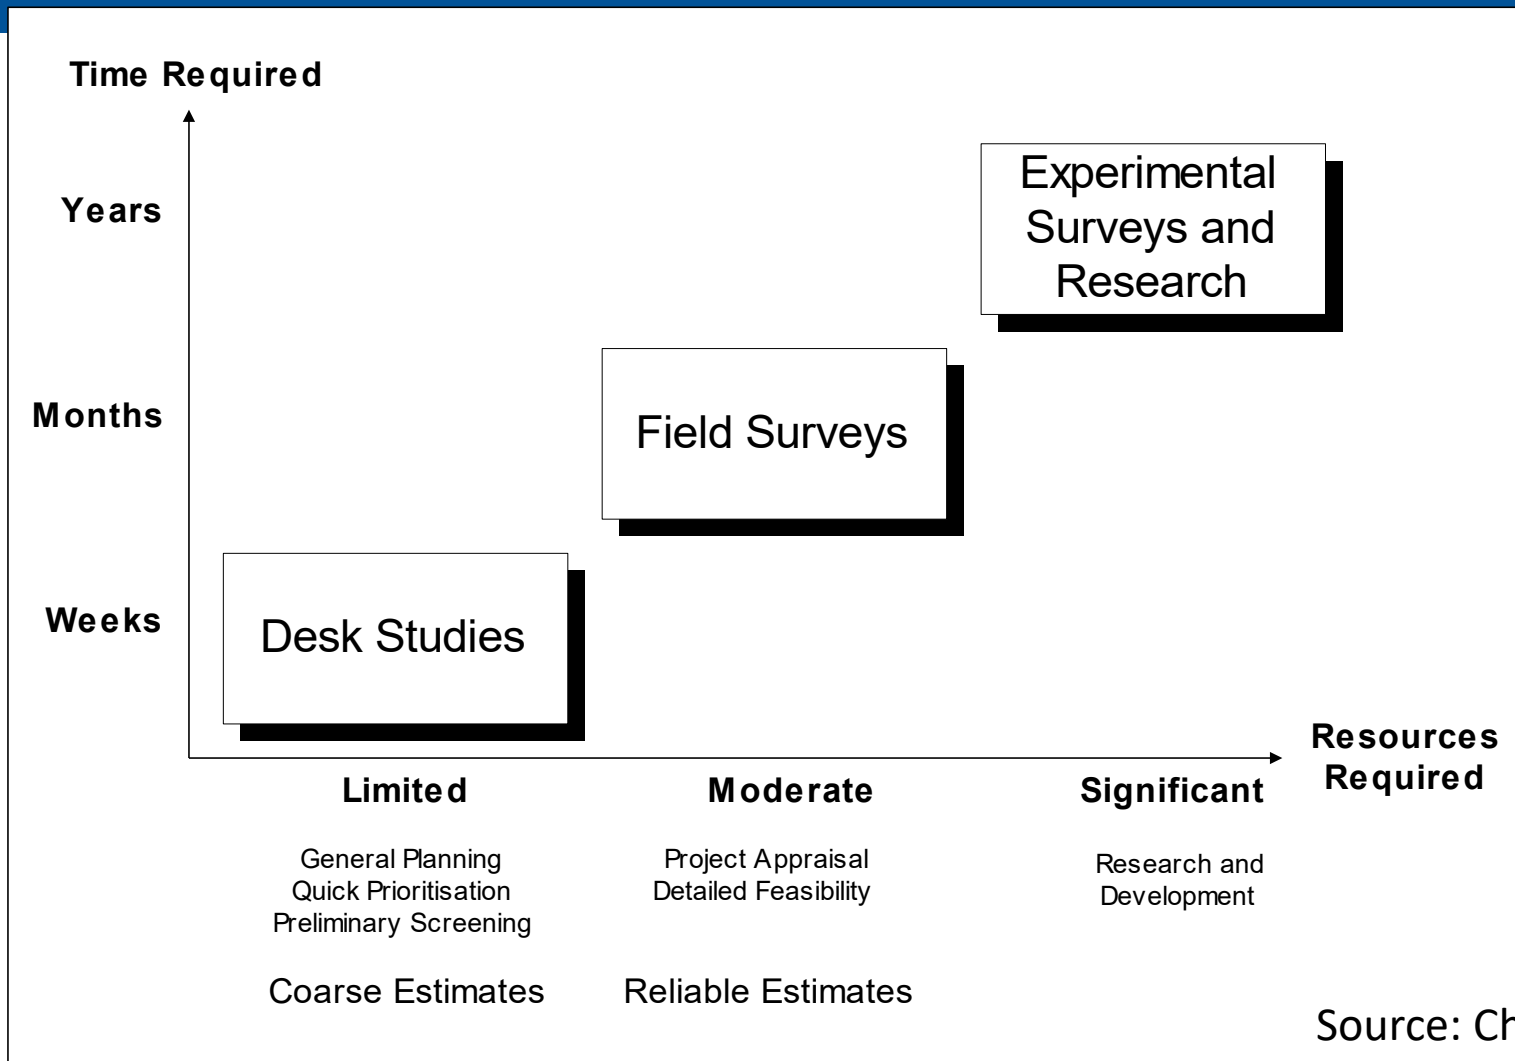 Time Required
Years
Experimental
Surveys and
Research
Months
Field Surveys
Weeks
Desk Studies
Resources
Required
Limited
Moderate
Significant
General Planning
Quick Prioritisation
Preliminary Screening
Project Appraisal
Detailed Feasibility
Research and
Development
Coarse Estimates
Reliable Estimates
Source: